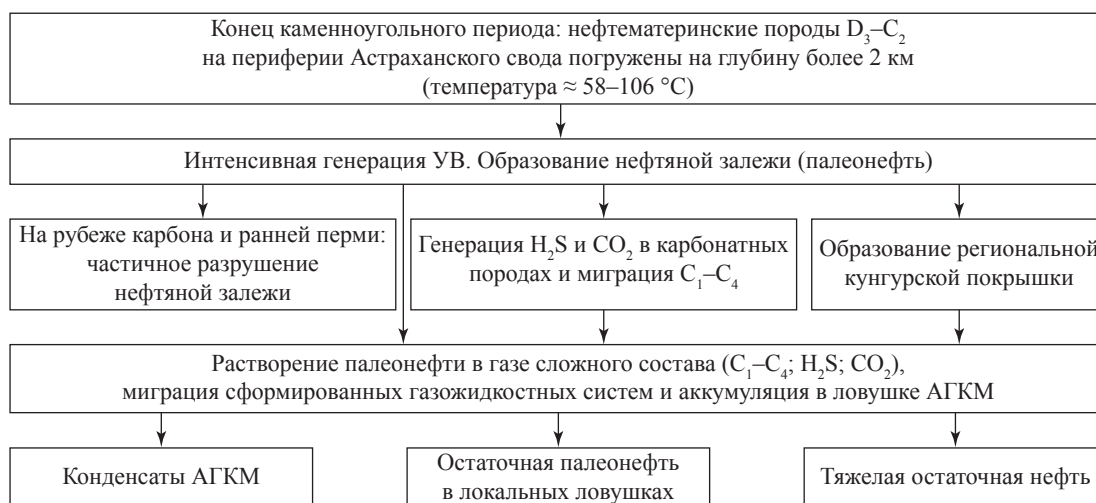 Конец каменноугольного периода: нефтематеринские породы D₃–C₂
на периферии Астраханского свода погружены на глубину более 2 км
(температура ≈ 58–106 °C)
Интенсивная генерация УВ. Образование нефтяной залежи (палеонефть)
На рубеже карбона и ранней перми:
частичное разрушение
нефтяной залежи
Генерация H₂S и CO₂ в карбонатных
породах и миграция C₁–C₄
Образование региональной
кунгурской покрышки
Растворение палеонефти в газе сложного состава (C₁–C₄; H₂S; CO₂),
миграция сформированных газожидкостных систем и аккумуляция в ловушке АГКМ
Конденсаты АГКМ
Остаточная палеонефть
в локальных ловушках
Тяжелая остаточная нефть